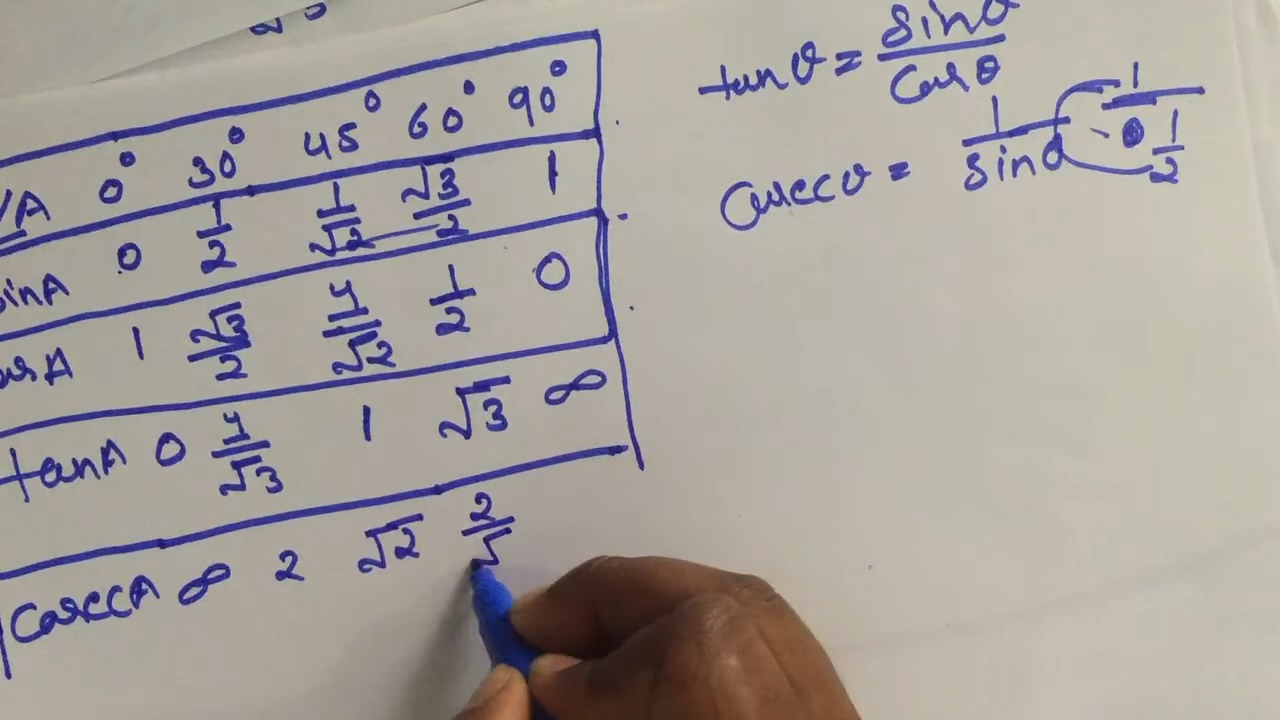 /A 0° 30° 45° 60° 90°
sinA 0 1/2 1/√2 √3/2 1
osA 1 √3/2 1/√2 1/2 0
tanA 0 1/√3 1 √3 ∞
cosecA ∞ 2 √2 2/√
tanθ = sinθ/cosθ
cosecθ = 1/sinθ 1/1/2